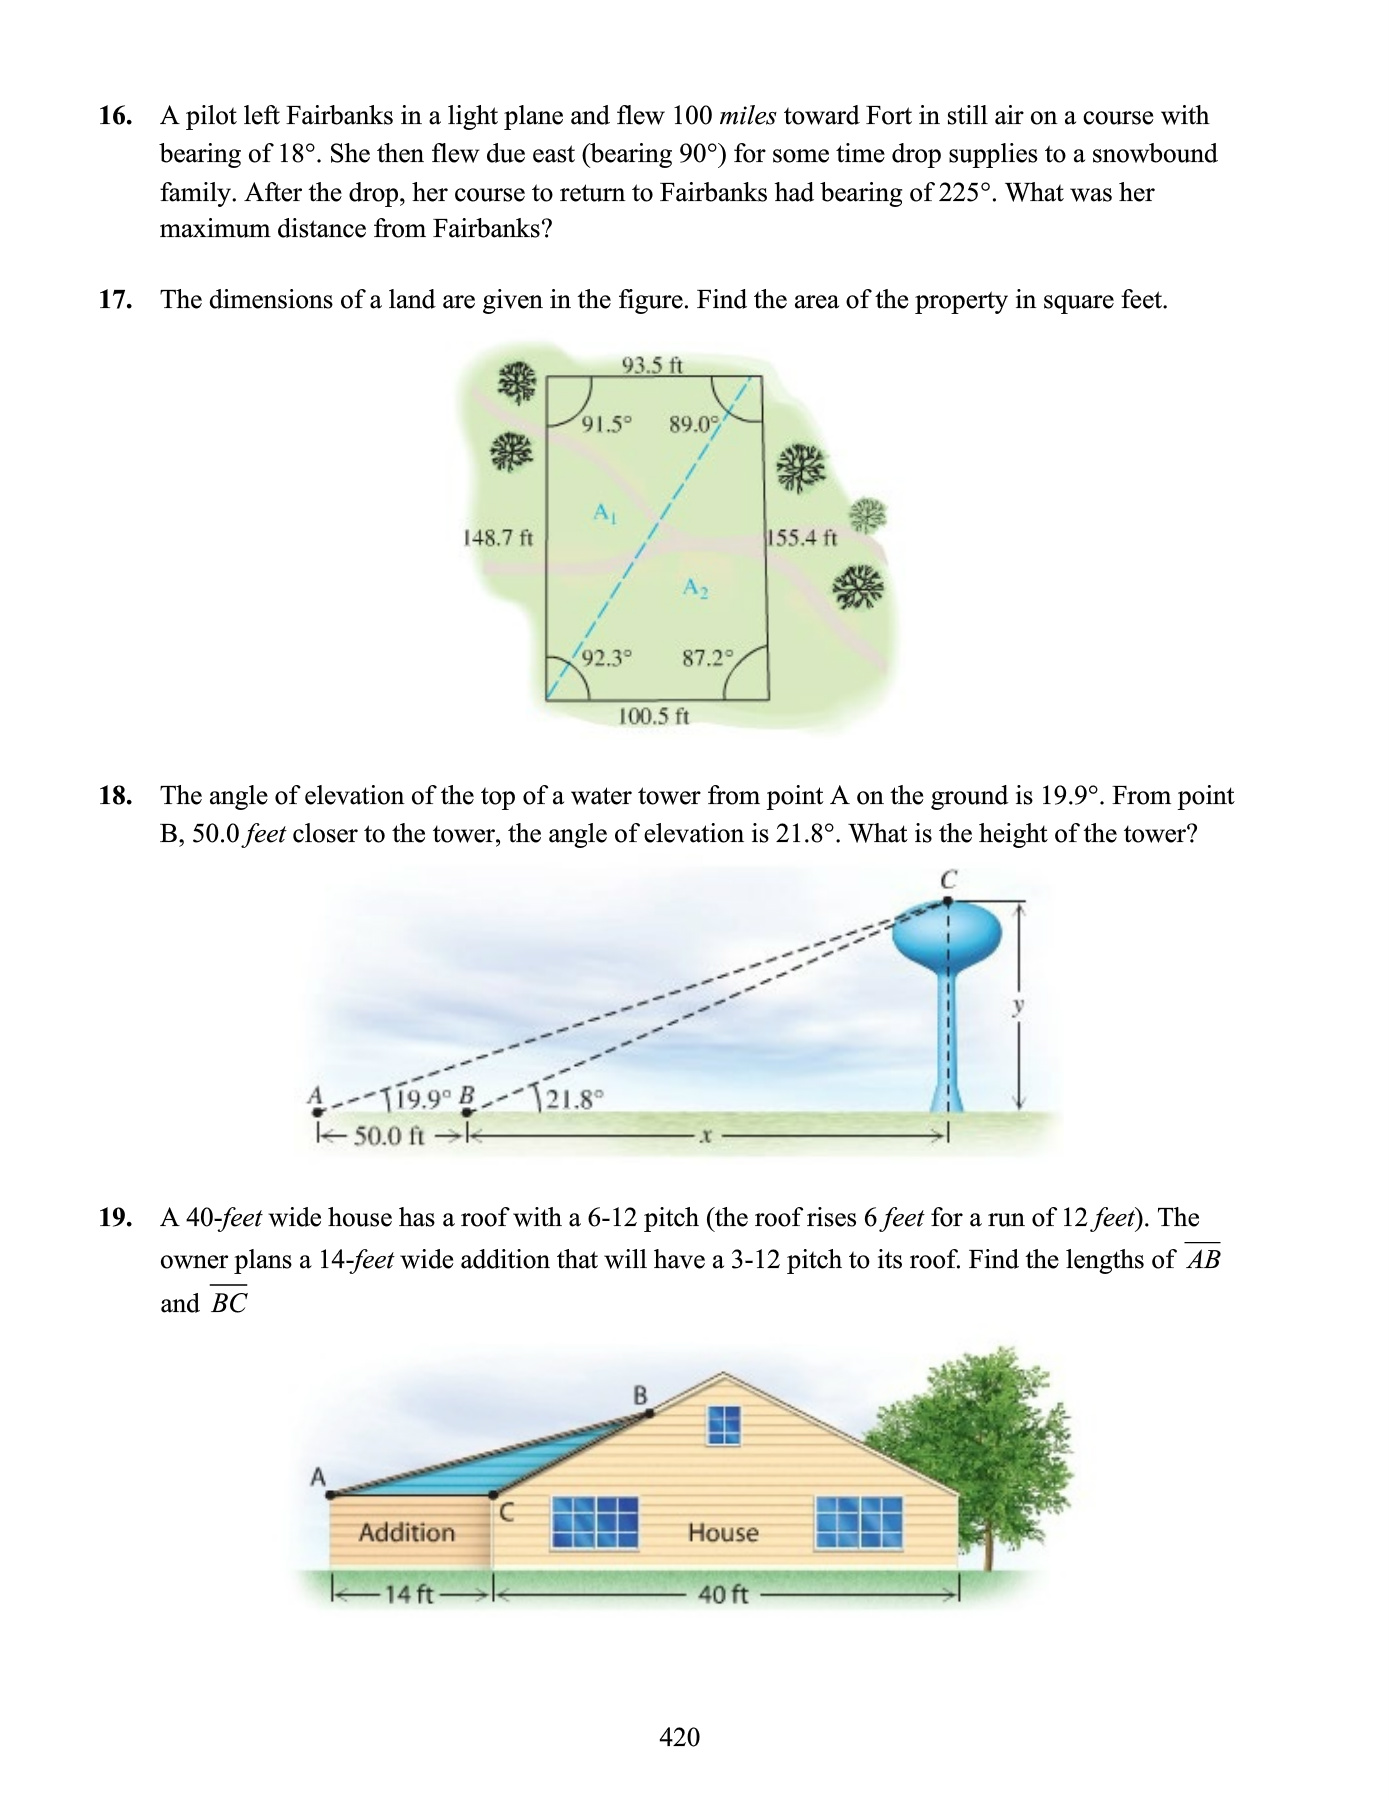 16. A pilot left Fairbanks in a light plane and flew 100 miles toward Fort in still air on a course with
bearing of 18°. She then flew due east (bearing 90°) for some time drop supplies to a snowbound
family. After the drop, her course to return to Fairbanks had bearing of 225°. What was her
maximum distance from Fairbanks?
17. The dimensions of a land are given in the figure. Find the area of the property in square feet.
93.5 ft
91.5° 89.0°
A₁
148.7 ft 155.4 ft
A₂
92.3° 87.2°
100.5 ft
18. The angle of elevation of the top of a water tower from point A on the ground is 19.9°. From point
B, 50.0 feet closer to the tower, the angle of elevation is 21.8°. What is the height of the tower?
C
y
A 19.9° B 21.8°
50.0 ft x
19. A 40-feet wide house has a roof with a 6-12 pitch (the roof rises 6 feet for a run of 12 feet). The
owner plans a 14-feet wide addition that will have a 3-12 pitch to its roof. Find the lengths of A̅B̅
and B̅C̅
B
A
C
Addition House
14 ft 40 ft
420